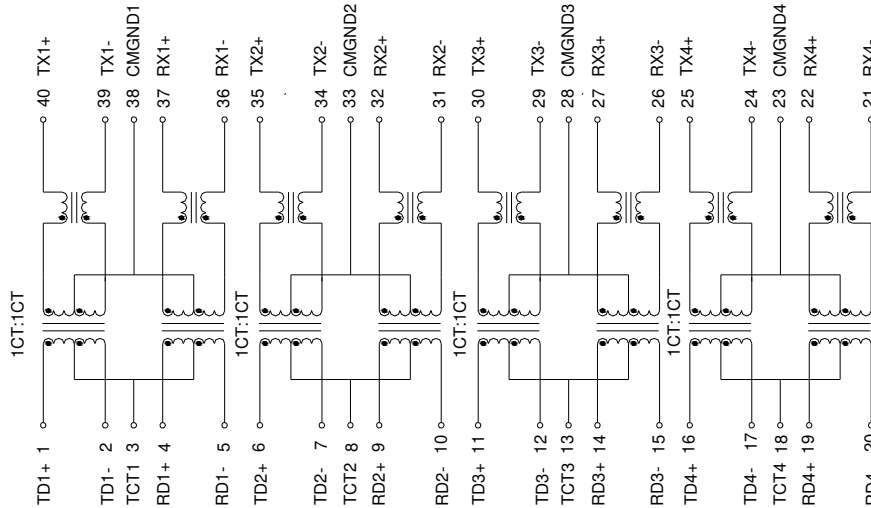 40 TX1+
39 TX1-
38 CMGND1
37 RX1+
36 RX1-
35 TX2+
34 TX2-
33 CMGND2
32 RX2+
31 RX2-
30 TX3+
29 TX3-
28 CMGND3
27 RX3+
26 RX3-
25 TX4+
24 TX4-
23 CMGND4
22 RX4+
21 RX4-
1CT:1CT
1CT:1CT
1CT:1CT
1CT:1CT
TD1+ 1
TD1- 2
TCT1 3
RD1+ 4
RD1- 5
TD2+ 6
TD2- 7
TCT2 8
RD2+ 9
RD2- 10
TD3+ 11
TD3- 12
TCT3 13
RD3+ 14
RD3- 15
TD4+ 16
TD4- 17
TCT4 18
RD4+ 19
RD4- 20